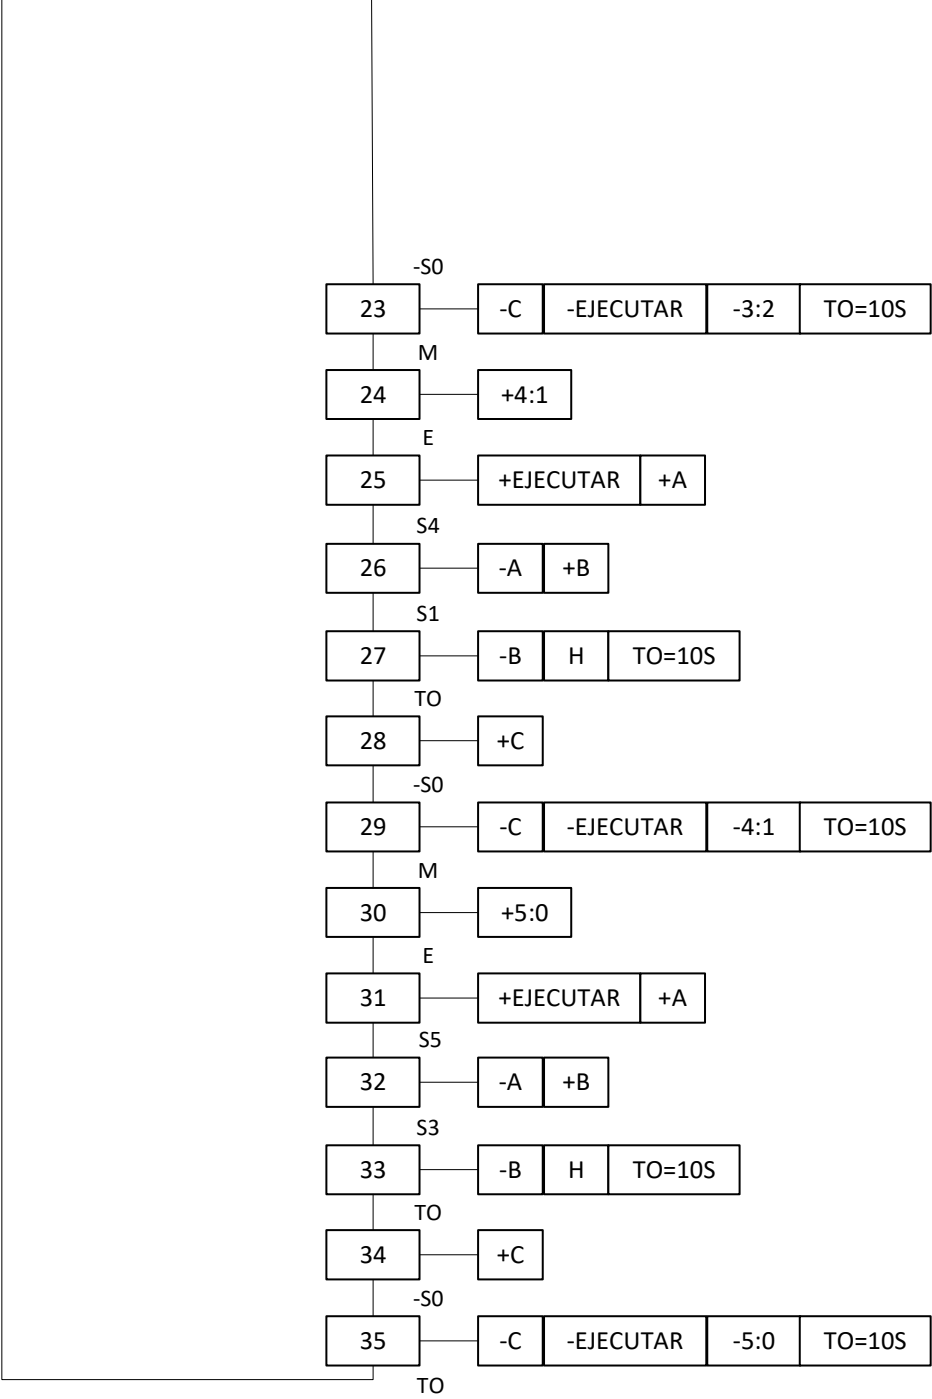 -S0
23 -C -EJECUTAR -3:2 TO=10S
M
24 +4:1
E
25 +EJECUTAR +A
S4
26 -A +B
S1
27 -B H TO=10S
TO
28 +C
-S0
29 -C -EJECUTAR -4:1 TO=10S
M
30 +5:0
E
31 +EJECUTAR +A
S5
32 -A +B
S3
33 -B H TO=10S
TO
34 +C
-S0
35 -C -EJECUTAR -5:0 TO=10S
TO